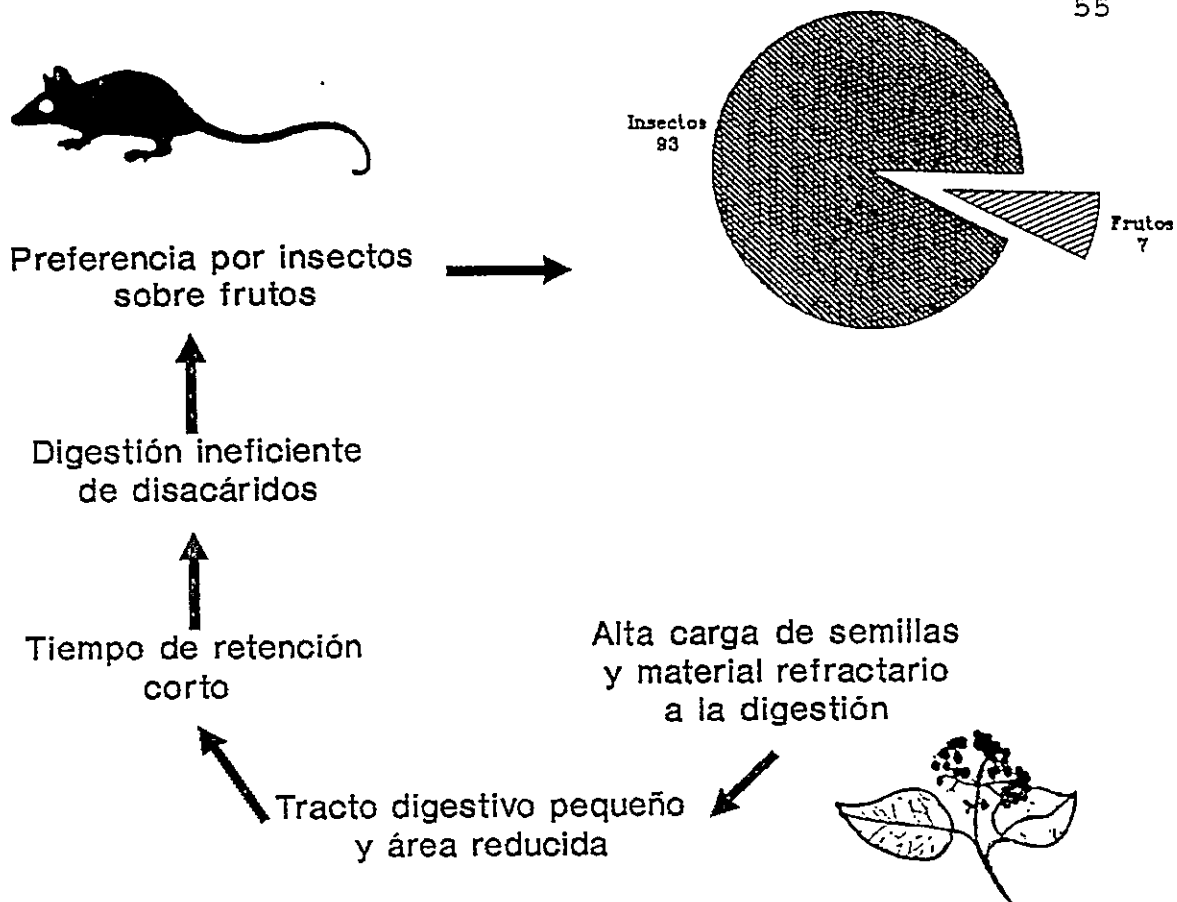 55
Insectos
93
Frutos
7
Preferencia por insectos
sobre frutos
Digestión ineficiente
de disacáridos
Tiempo de retención
corto
Alta carga de semillas
y material refractario
a la digestión
Tracto digestivo pequeño
y área reducida